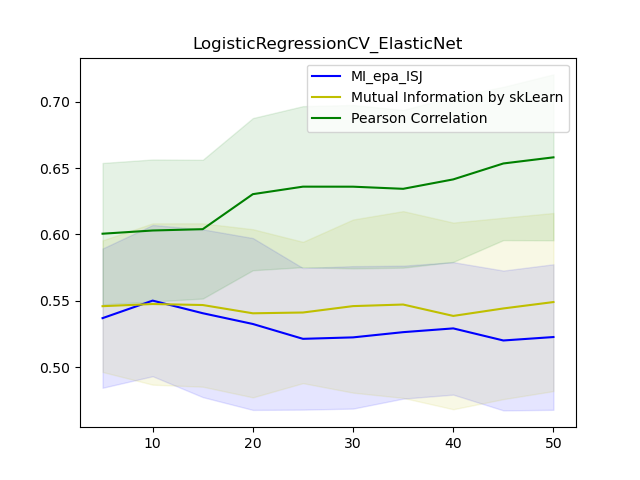 LogisticRegressionCV_ElasticNet
MI_epa_ISJ
Mutual Information by skLearn
Pearson Correlation
0.70
0.65
0.60
0.55
0.50
10 20 30 40 50